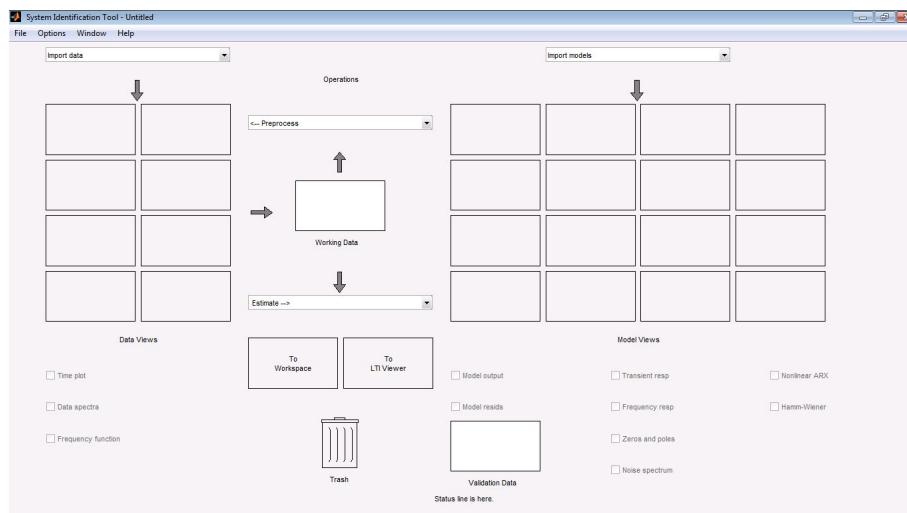 System Identification Tool - Untitled
File Options Window Help
Import data
Import models
Operations
<-- Preprocess
Working Data
Estimate -->
Data Views
Model Views
To
Workspace
To
LTI Viewer
Time plot
Data spectra
Frequency function
Model output
Model resids
Transient resp
Frequency resp
Zeros and poles
Noise spectrum
Nonlinear ARX
Hamm-Wiener
Trash
Validation Data
Status line is here.